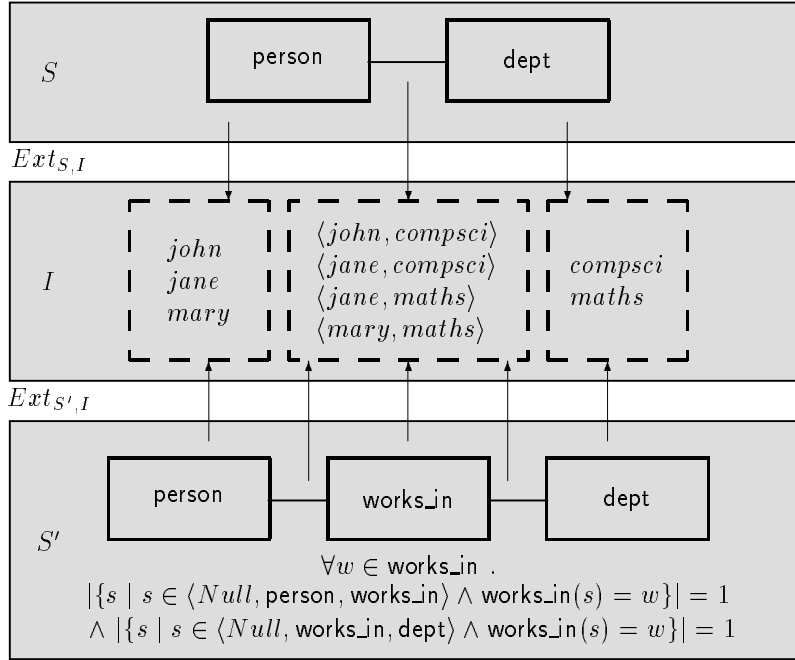 person dept
S
Ext_{S,I}
⟨john, compsci⟩
john
⟨jane, compsci⟩ compsci
I jane
⟨jane, maths⟩ maths
mary
⟨mary, maths⟩
Ext_{S′,I}
person works_in dept
S′
∀w ∈ works_in .
|{s | s ∈ ⟨Null, person, works_in⟩ ∧ works_in(s) = w}| = 1
∧ |{s | s ∈ ⟨Null, works_in, dept⟩ ∧ works_in(s) = w}| = 1